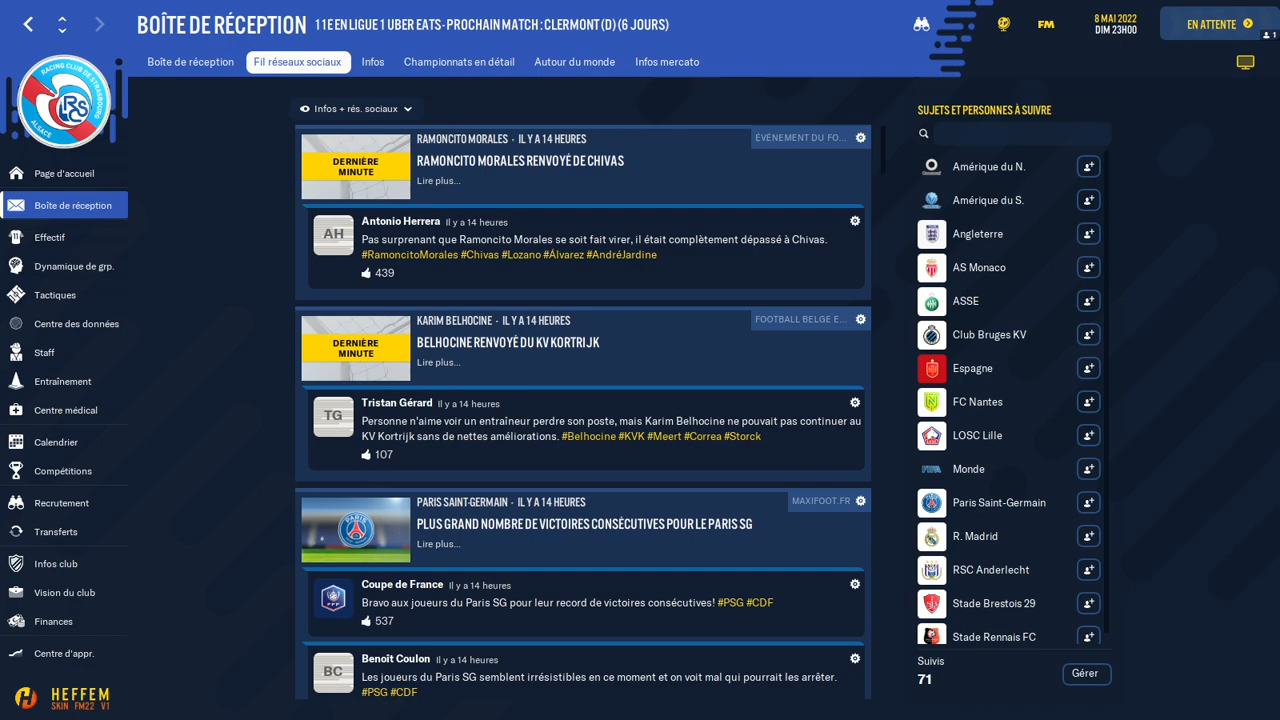 BOÎTE DE RÉCEPTION
11E EN LIGUE 1 UBER EATS - PROCHAIN MATCH : CLERMONT (D) (6 JOURS)
FM
8 MAI 2022
DIM 23H00
EN ATTENTE
1
Boîte de réception
Fil réseaux sociaux
Infos
Championnats en détail
Autour du monde
Infos mercato
RACING CLUB DE STRASBOURG
ALSACE
Page d'accueil
Boîte de réception
Effectif
Dynamique de grp.
Tactiques
Centre des données
Staff
Entraînement
Centre médical
Calendrier
Compétitions
Recrutement
Transferts
Infos club
Vision du club
Finances
Centre d'appr.
HEFFEM
SKIN FM22 V1
Infos + rés. sociaux
DERNIÈRE
MINUTE
RAMONCITO MORALES - IL Y A 14 HEURES
ÉVÉNEMENT DU FO...
RAMONCITO MORALES RENVOYÉ DE CHIVAS
Lire plus...
AH
Antonio Herrera Il y a 14 heures
Pas surprenant que Ramoncito Morales se soit fait virer, il était complètement dépassé à Chivas.
#RamoncitoMorales #Chivas #Lozano #Álvarez #AndréJardine
439
DERNIÈRE
MINUTE
KARIM BELHOCINE - IL Y A 14 HEURES
FOOTBALL BELGE E...
BELHOCINE RENVOYÉ DU KV KORTRIJK
Lire plus...
TG
Tristan Gérard Il y a 14 heures
Personne n'aime voir un entraîneur perdre son poste, mais Karim Belhocine ne pouvait pas continuer au
KV Kortrijk sans de nettes améliorations. #Belhocine #KVK #Meert #Correa #Storck
107
PARIS SAINT-GERMAIN - IL Y A 14 HEURES
MAXIFOOT.FR
PLUS GRAND NOMBRE DE VICTOIRES CONSÉCUTIVES POUR LE PARIS SG
Lire plus...
FFF
Coupe de France Il y a 14 heures
Bravo aux joueurs du Paris SG pour leur record de victoires consécutives! #PSG #CDF
537
BC
Benoît Coulon Il y a 14 heures
Les joueurs du Paris SG semblent irrésistibles en ce moment et on voit mal qui pourrait les arrêter.
#PSG #CDF
SUJETS ET PERSONNES À SUIVRE
Amérique du N.
Amérique du S.
Angleterre
AS Monaco
ASSE
Club Bruges KV
Espagne
FC Nantes
LOSC Lille
FIFA Monde
Paris Saint-Germain
R. Madrid
RSC Anderlecht
Stade Brestois 29
Stade Rennais FC
Suivis
71
Gérer